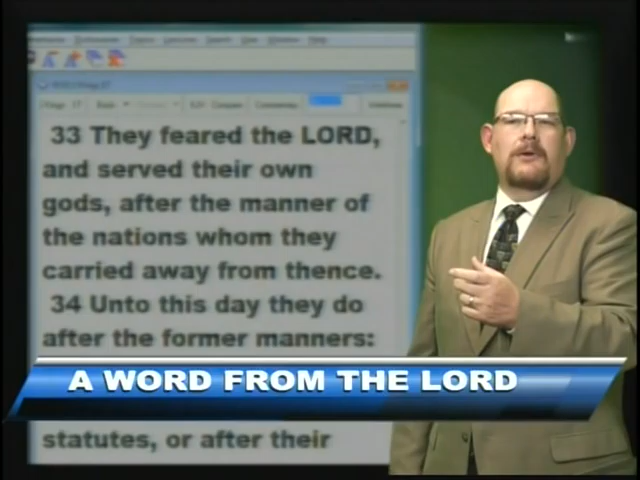 33 They feared the LORD,
and served their own
gods, after the manner of
the nations whom they
carried away from thence.
34 Unto this day they do
after the former manners:
A WORD FROM THE LORD
statutes, or after their